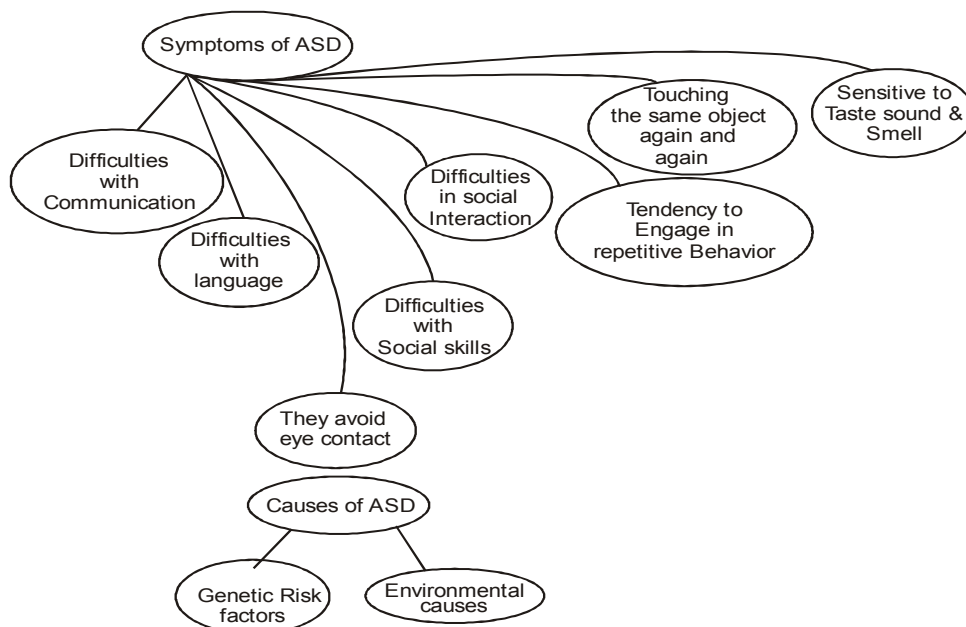 Symptoms of ASD
Touching
the same object
again and
again
Sensitive to
Taste sound &
Smell
Difficulties
with
Communication
Difficulties
in social
Interaction
Tendency to
Engage in
repetitive Behavior
Difficulties
with
language
Difficulties
with
Social skills
They avoid
eye contact
Causes of ASD
Genetic Risk
factors
Environmental
causes